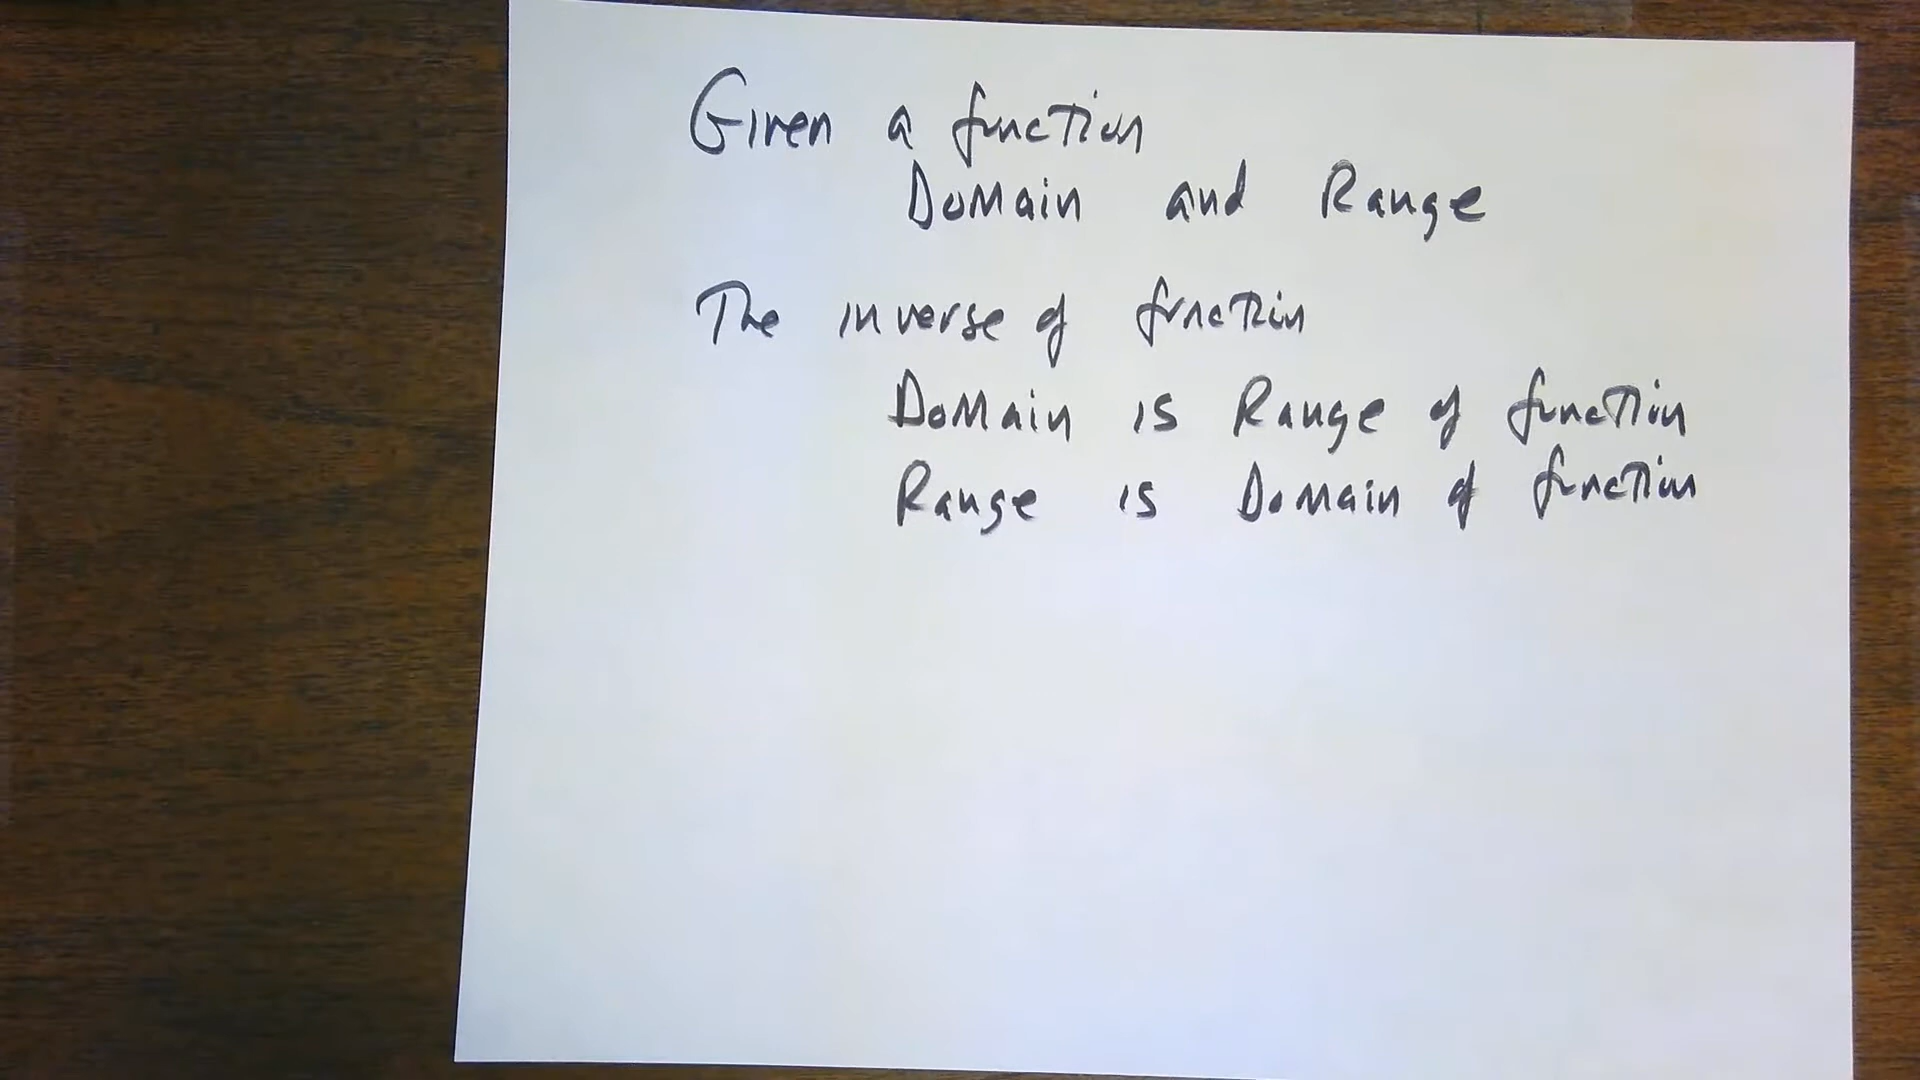 Given a function
Domain and Range
The inverse of function
Domain is Range of function
Range is Domain of function